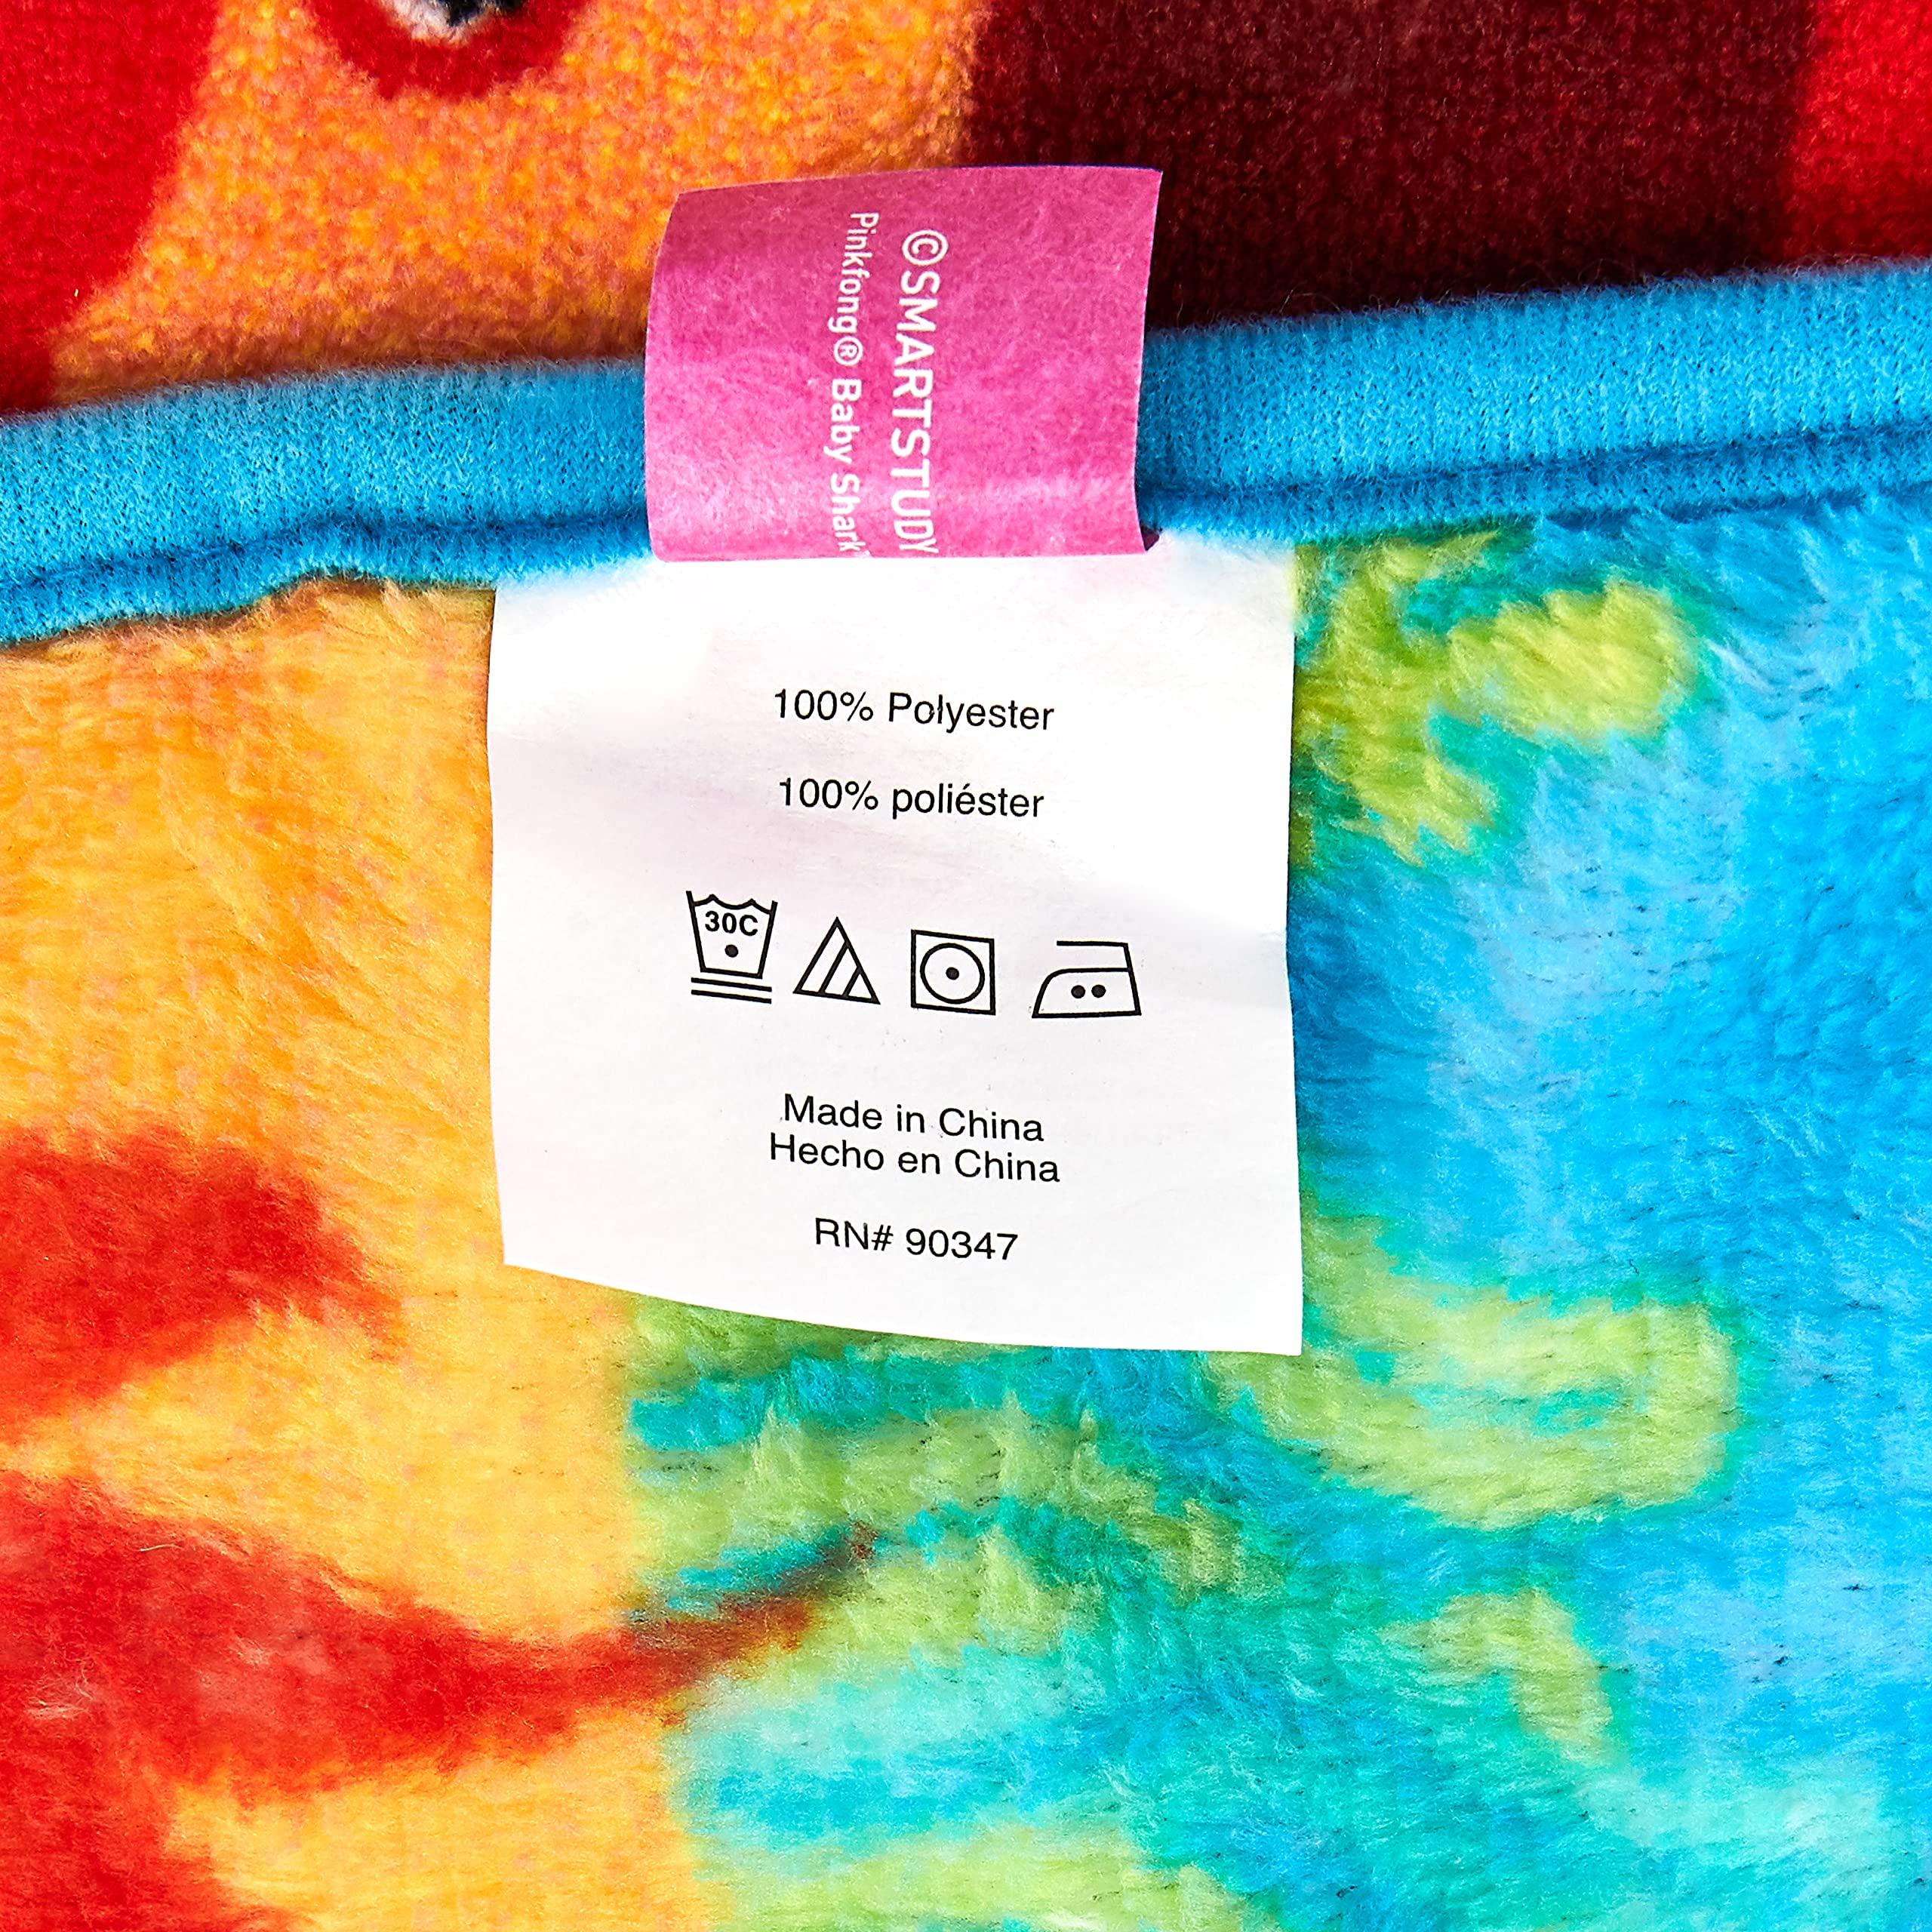 ©SMARTSTUDY
Pinkfong® Baby Shark
100% Polyester
100% poliéster
30C
Made in China
Hecho en China
RN# 90347